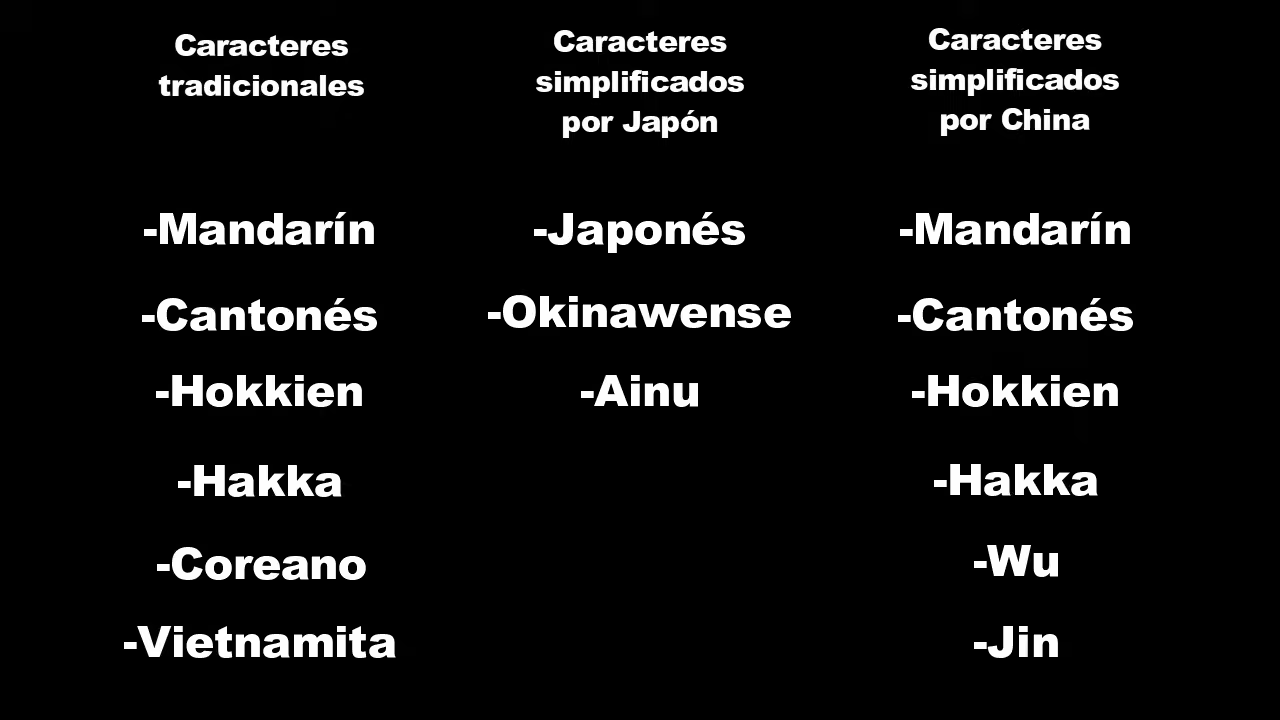 Caracteres
tradicionales
-Mandarín
-Cantonés
-Hokkien
-Hakka
-Coreano
-Vietnamita
Caracteres
simplificados
por Japón
-Japonés
-Okinawense
-Ainu
Caracteres
simplificados
por China
-Mandarín
-Cantonés
-Hokkien
-Hakka
-Wu
-Jin